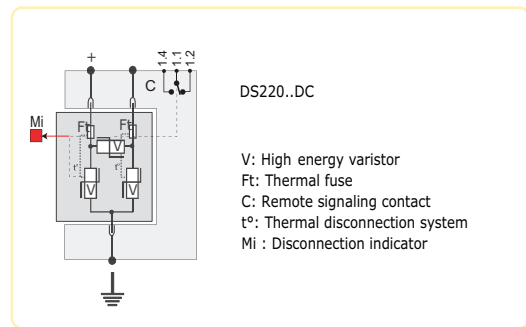 +
1.4
1.1
1.2
C
Mi
Ft
Ft
V
t°
t°
V
V
DS220..DC
V: High energy varistor
Ft: Thermal fuse
C: Remote signaling contact
t°: Thermal disconnection system
Mi : Disconnection indicator